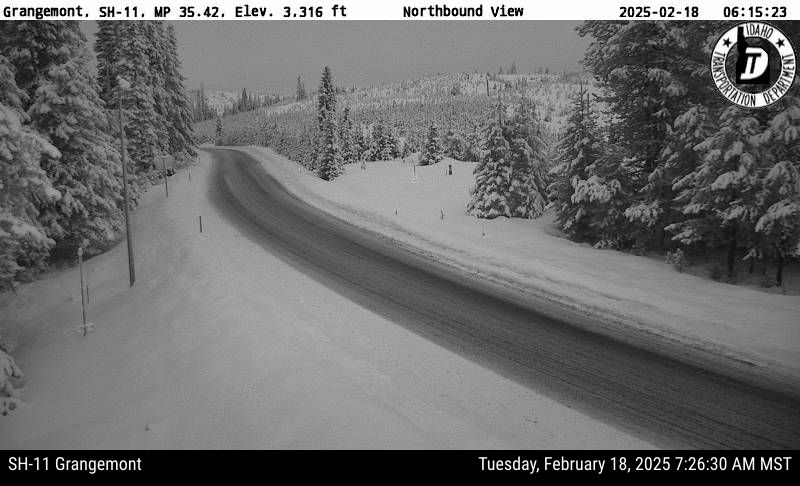 Grangemont, SH-11, MP 35.42, Elev. 3,316 ft Northbound View 2025-02-18 06:15:23
IDAHO
TRANSPORTATION DEPARTMENT
SH-11 Grangemont Tuesday, February 18, 2025 7:26:30 AM MST